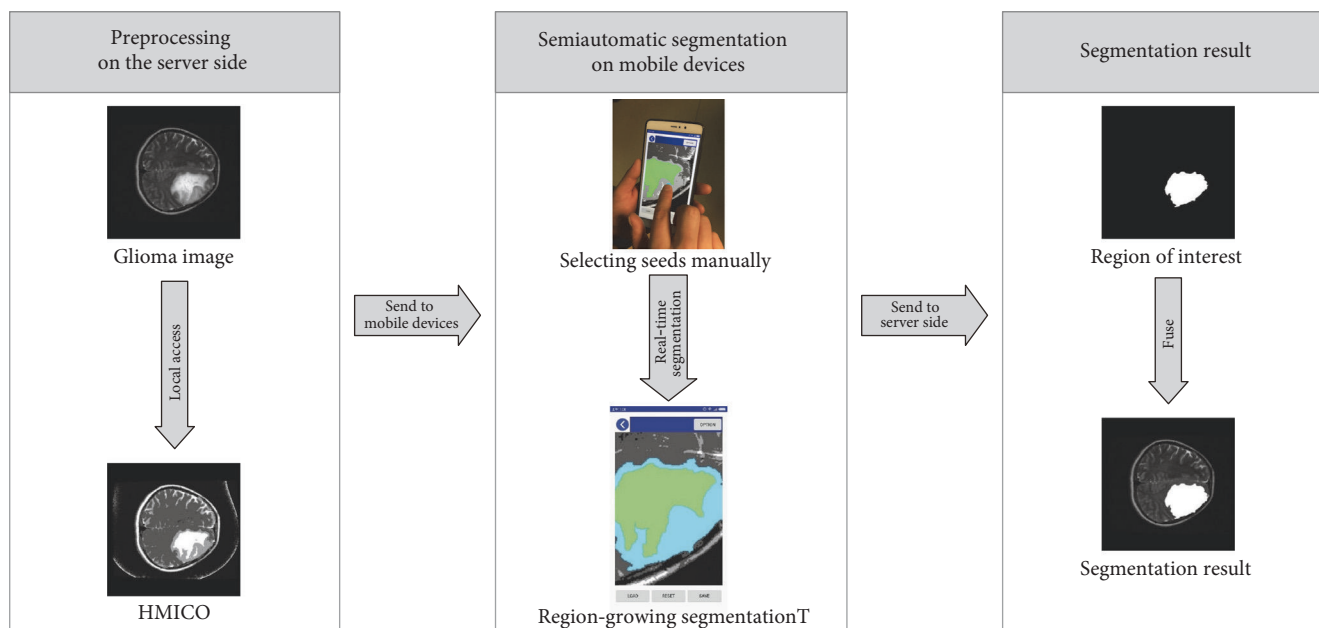 Preprocessing
on the server side
Glioma image
Local access
HMICO
Send to
mobile devices
Semiautomatic segmentation
on mobile devices
Selecting seeds manually
Real-time
segmentation
OPTION
LOAD
RESET
SAVE
Region-growing segmentationT
Send to
server side
Segmentation result
Region of interest
Fuse
Segmentation result